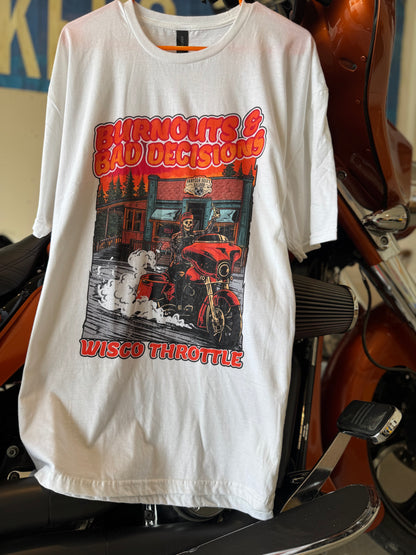 BURNOUTS &
BAD DECISIONS
WISCO THROTTLE